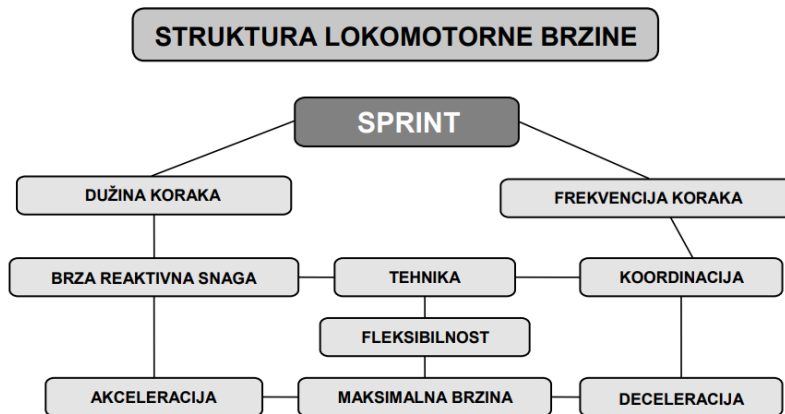 STRUKTURA LOKOMOTORNE BRZINE
SPRINT
DUŽINA KORAKA
FREKVENCIJA KORAKA
BRZA REAKTIVNA SNAGA
TEHNIKA
KOORDINACIJA
FLEKSIBILNOST
AKCELERACIJA
MAKSIMALNA BRZINA
DECELERACIJA